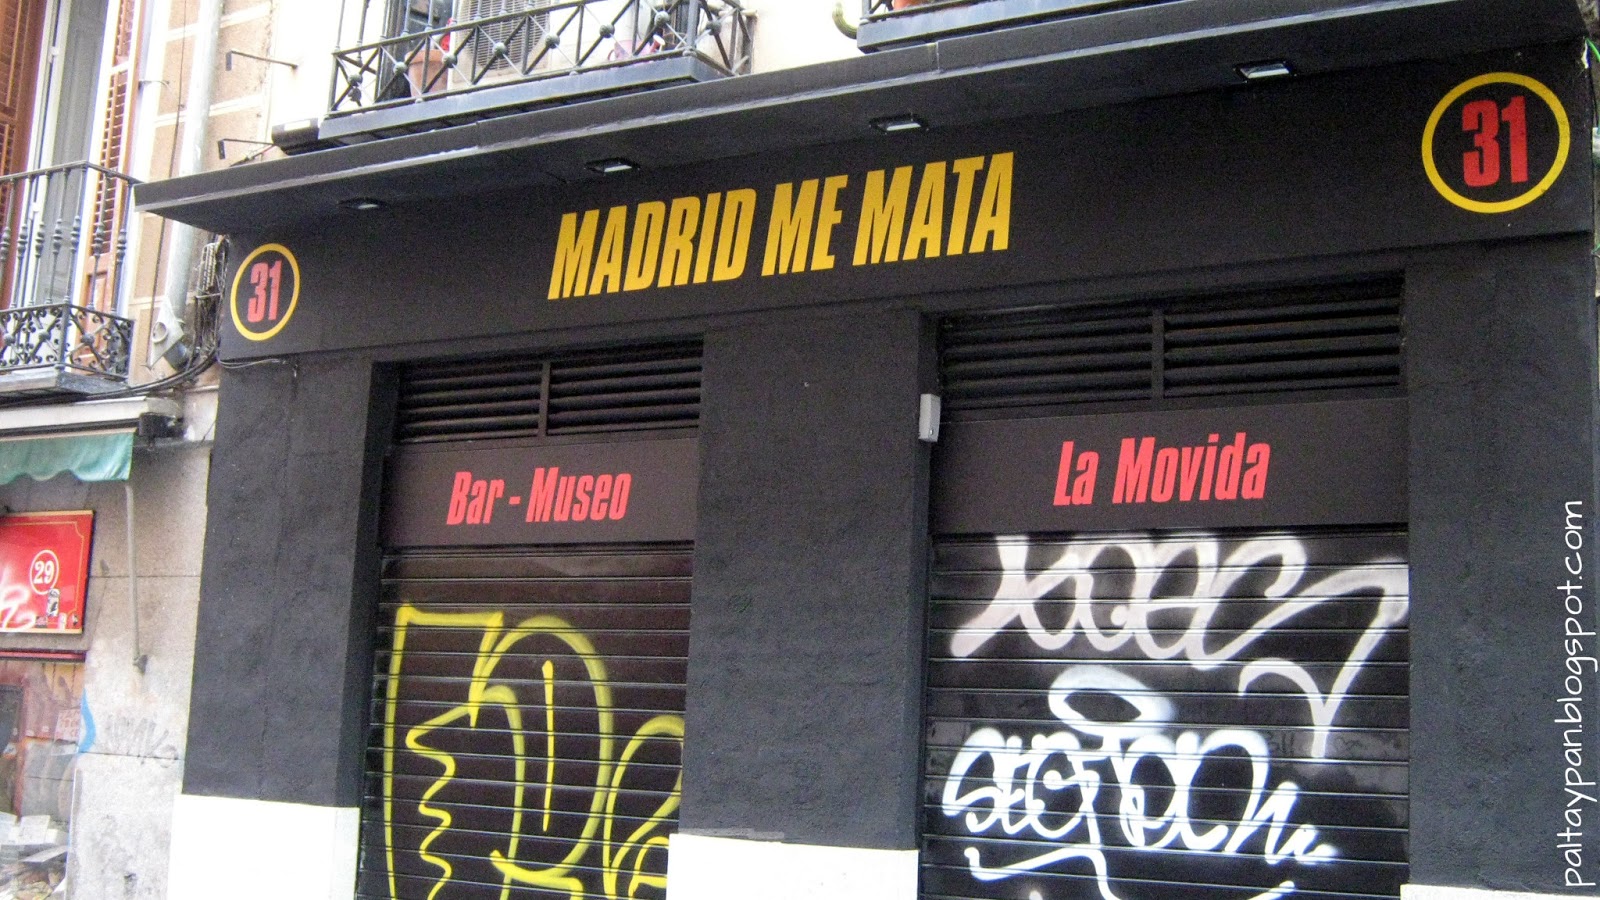 31
MADRID ME MATA
31
Bar - Museo
La Movida
29
paltaypan.blogspot.com